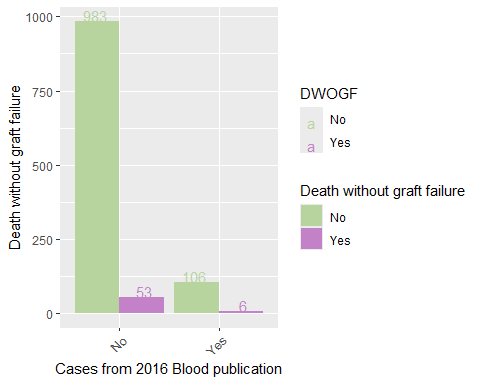 1000
750
500
250
0
Death without graft failure
983
53
106
6
No
Yes
Cases from 2016 Blood publication
DWOGF
a No
a Yes
Death without graft failure
No
Yes